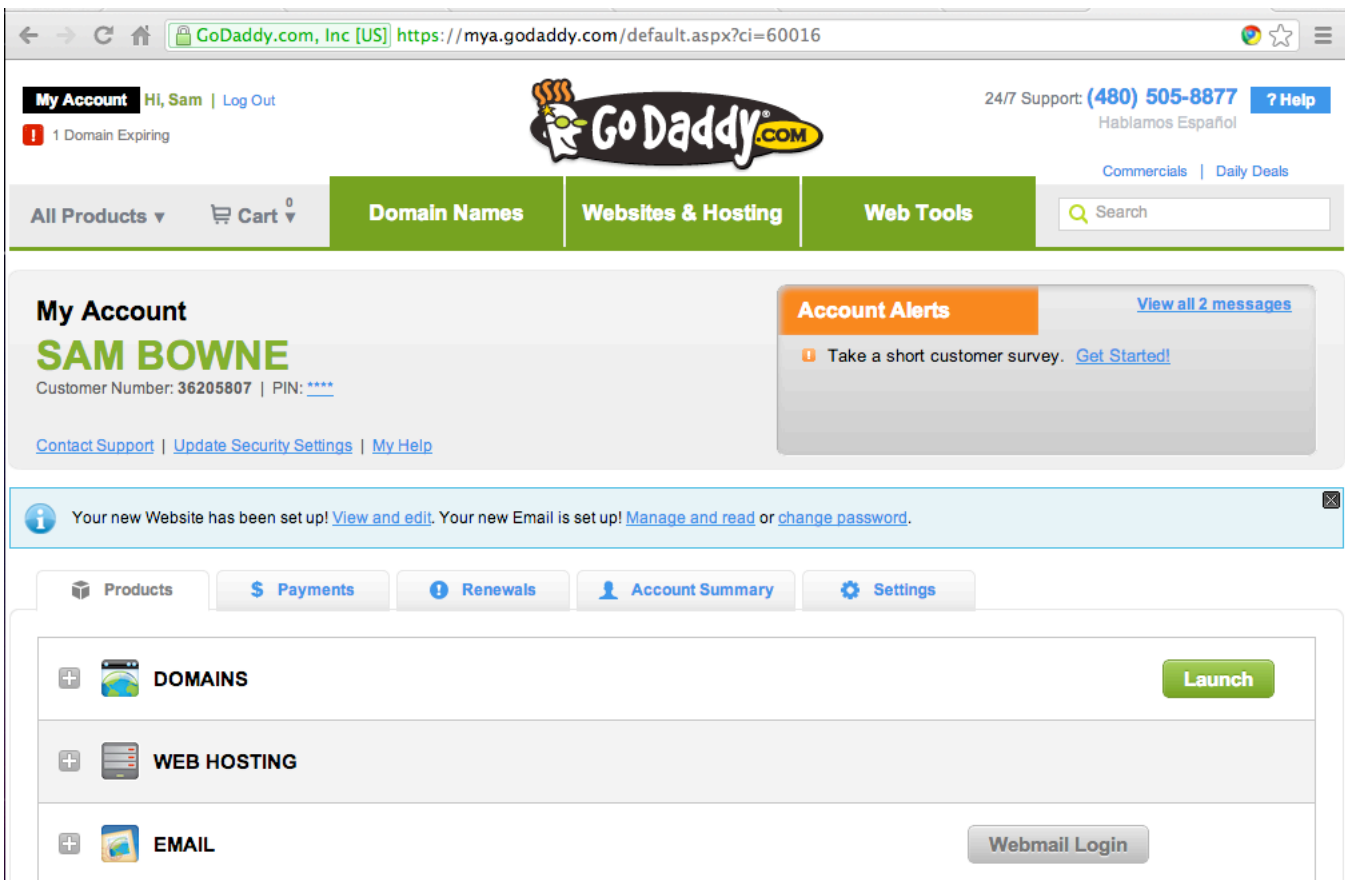 GoDaddy.com, Inc [US] https://mya.godaddy.com/default.aspx?ci=60016
My Account Hi, Sam | Log Out
! 1 Domain Expiring
GoDaddy.COM
24/7 Support: (480) 505-8877 ? Help
Hablamos Español
Commercials | Daily Deals
All Products ▾ Cart 0 ▾ Domain Names Websites & Hosting Web Tools Search
My Account
SAM BOWNE
Customer Number: 36205807 | PIN: ****
Contact Support | Update Security Settings | My Help
Account Alerts View all 2 messages
Take a short customer survey. Get Started!
Your new Website has been set up! View and edit. Your new Email is set up! Manage and read or change password.
Products $ Payments Renewals Account Summary Settings
DOMAINS Launch
WEB HOSTING
EMAIL Webmail Login